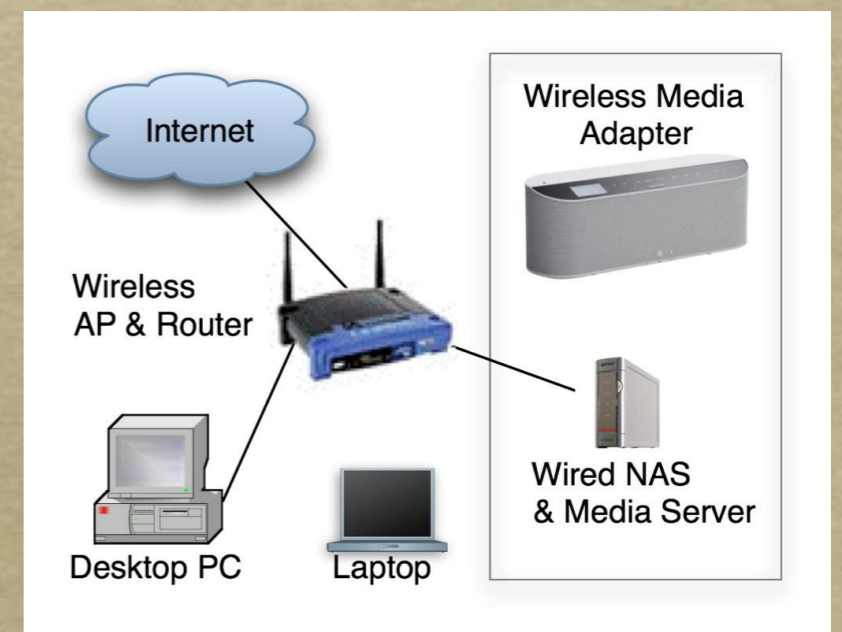 Internet
Wireless Media
Adapter
Wireless
AP & Router
Wired NAS
& Media Server
Desktop PC
Laptop